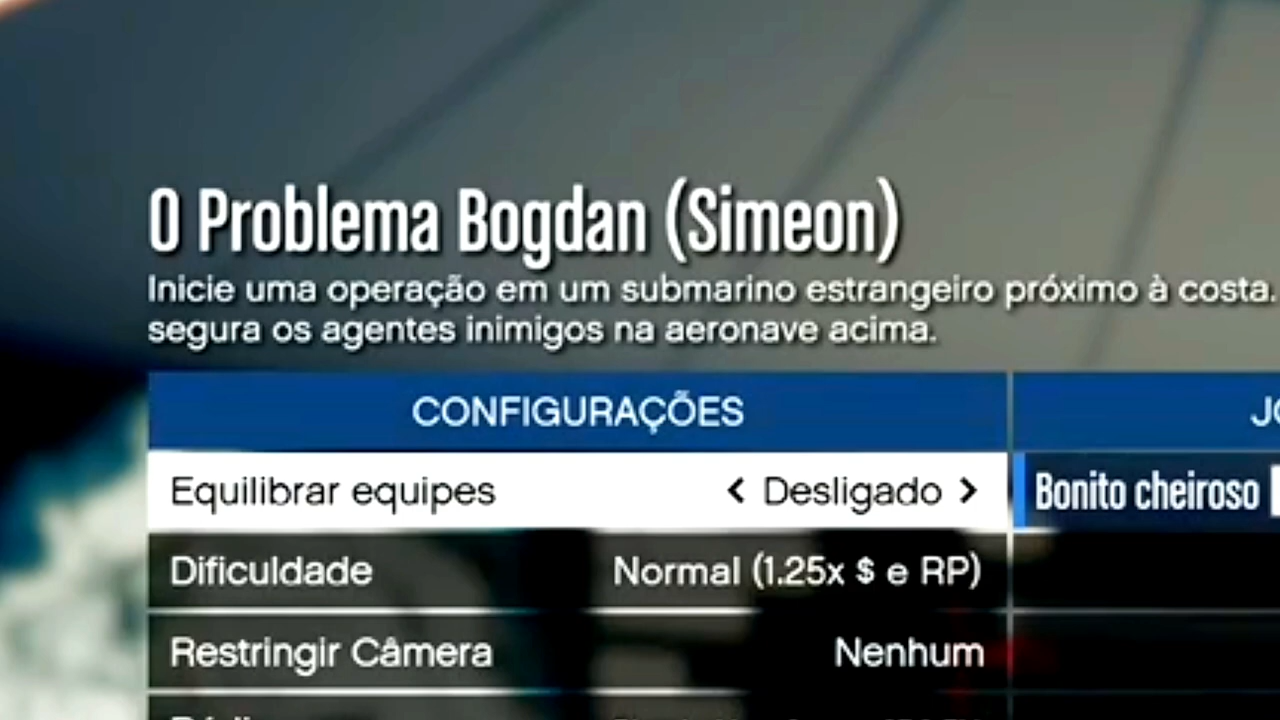 O Problema Bogdan (Simeon)
Inicie uma operação em um submarino estrangeiro próximo à costa.
segura os agentes inimigos na aeronave acima.
CONFIGURAÇÕES
Equilibrar equipes < Desligado > Bonito cheiroso
Dificuldade Normal (1.25x $ e RP)
Restringir Câmera Nenhum